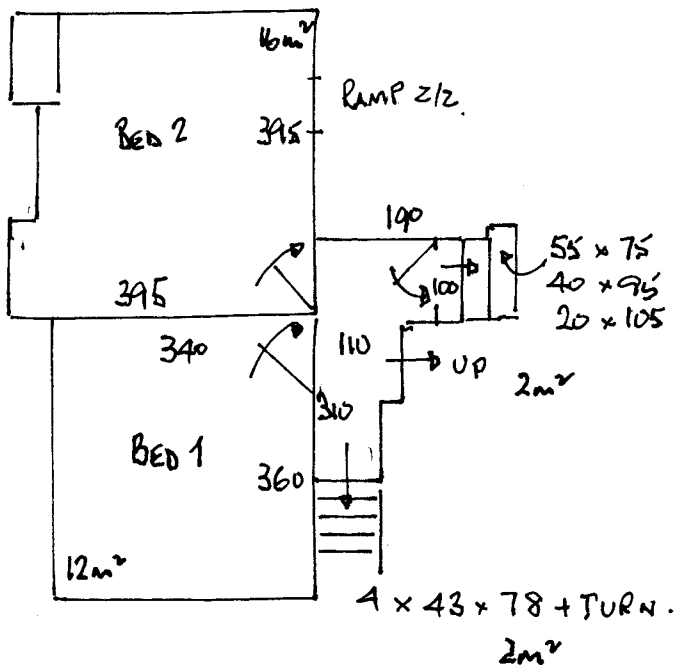 16m²
RAMP 2/2.
BED 2
395
190
55 x 75
100
40 x 95
395
20 x 105
340
110
UP
2m²
310
BED 1
360
12m²
4 x 43 x 78 + TURN.
2m²